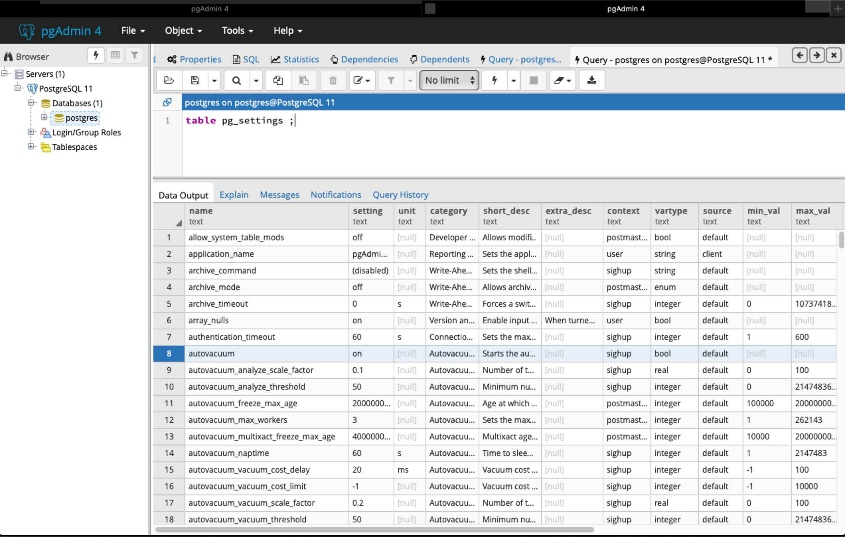 pgAdmin 4
pgAdmin 4
pgAdmin 4 File Object Tools Help
Browser
Properties SQL Statistics Dependencies Dependents Query - postgres... Query - postgres on postgres@PostgreSQL 11 *
Servers (1)
PostgreSQL 11
Databases (1)
postgres
Login/Group Roles
Tablespaces
No limit
postgres on postgres@PostgreSQL 11
1 table pg_settings ;
Data Output Explain Messages Notifications Query History
name setting unit category short_desc extra_desc context vartype source min_val max_val
text text text text text text text text text text text
1 allow_system_table_mods off [null] Developer ... Allows modifi... [null] postmast... bool default [null] [null]
2 application_name pgAdmi... [null] Reporting ... Sets the appl... [null] user string client [null] [null]
3 archive_command (disabled) [null] Write-Ahe... Sets the shell... [null] sighup string default [null] [null]
4 archive_mode off [null] Write-Ahe... Allows archiv... [null] postmast... enum default [null] [null]
5 archive_timeout 0 s Write-Ahe... Forces a swit... [null] sighup integer default 0 10737418...
6 array_nulls on [null] Version an... Enable input ... When turne... user bool default [null] [null]
7 authentication_timeout 60 s Connectio... Sets the max... [null] sighup integer default 1 600
8 autovacuum on [null] Autovacuu... Starts the au... [null] sighup bool default [null] [null]
9 autovacuum_analyze_scale_factor 0.1 [null] Autovacuu... Number of t... [null] sighup real default 0 100
10 autovacuum_analyze_threshold 50 [null] Autovacuu... Minimum nu... [null] sighup integer default 0 21474836...
11 autovacuum_freeze_max_age 2000000... [null] Autovacuu... Age at which ... [null] postmast... integer default 100000 20000000...
12 autovacuum_max_workers 3 [null] Autovacuu... Sets the max... [null] postmast... integer default 1 262143
13 autovacuum_multixact_freeze_max_age 4000000... [null] Autovacuu... Multixact age... [null] postmast... integer default 10000 20000000...
14 autovacuum_naptime 60 s Autovacuu... Time to slee... [null] sighup integer default 1 2147483
15 autovacuum_vacuum_cost_delay 20 ms Autovacuu... Vacuum cost ... [null] sighup integer default -1 100
16 autovacuum_vacuum_cost_limit -1 [null] Autovacuu... Vacuum cost ... [null] sighup integer default -1 10000
17 autovacuum_vacuum_scale_factor 0.2 [null] Autovacuu... Number of t... [null] sighup real default 0 100
18 autovacuum_vacuum_threshold 50 [null] Autovacuu... Minimum nu... [null] sighup integer default 0 21474836...